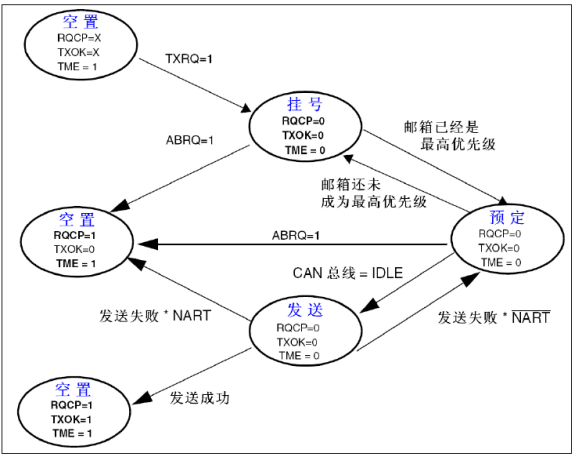 空置
RQCP=X
TXOK=X
TME = 1
TXRQ=1
挂号
RQCP=0
TXOK=0
TME = 0
ABRQ=1
邮箱已经是
最高优先级
邮箱还未
成为最高优先级
空置
RQCP=1
TXOK=0
TME = 1
ABRQ=1
预定
RQCP=0
TXOK=0
TME = 0
CAN 总线 = IDLE
发送
RQCP=0
TXOK=0
TME = 0
发送失败 * NART
发送失败 * N̅A̅R̅T̅
发送成功
空置
RQCP=1
TXOK=1
TME = 1